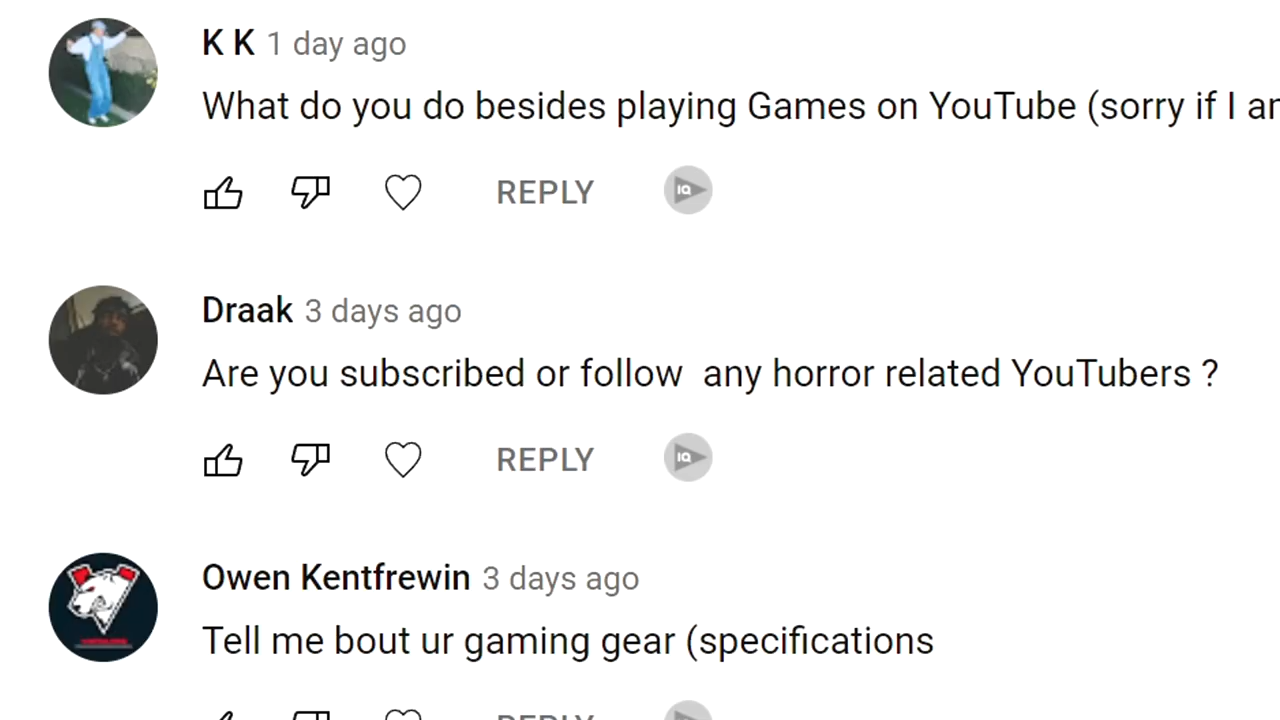 K K 1 day ago
What do you do besides playing Games on YouTube (sorry if I
REPLY
IQ
Draak 3 days ago
Are you subscribed or follow  any horror related YouTubers ?
REPLY
IQ
Owen Kentfrewin 3 days ago
Tell me bout ur gaming gear (specifications
REPLY